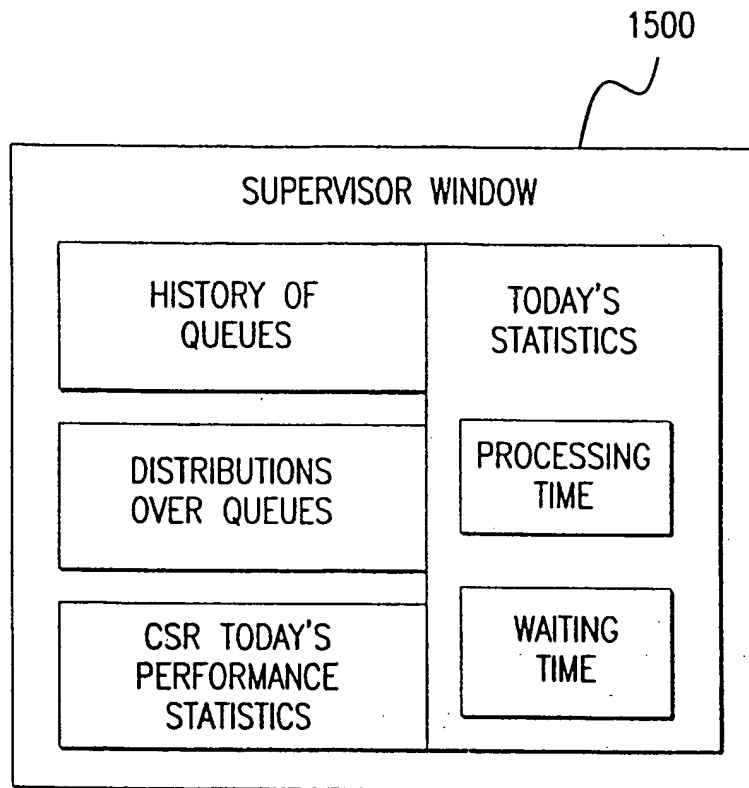 1500
SUPERVISOR WINDOW
HISTORY OF
QUEUES
DISTRIBUTIONS
OVER QUEUES
CSR TODAY'S
PERFORMANCE
STATISTICS
TODAY'S
STATISTICS
PROCESSING
TIME
WAITING
TIME